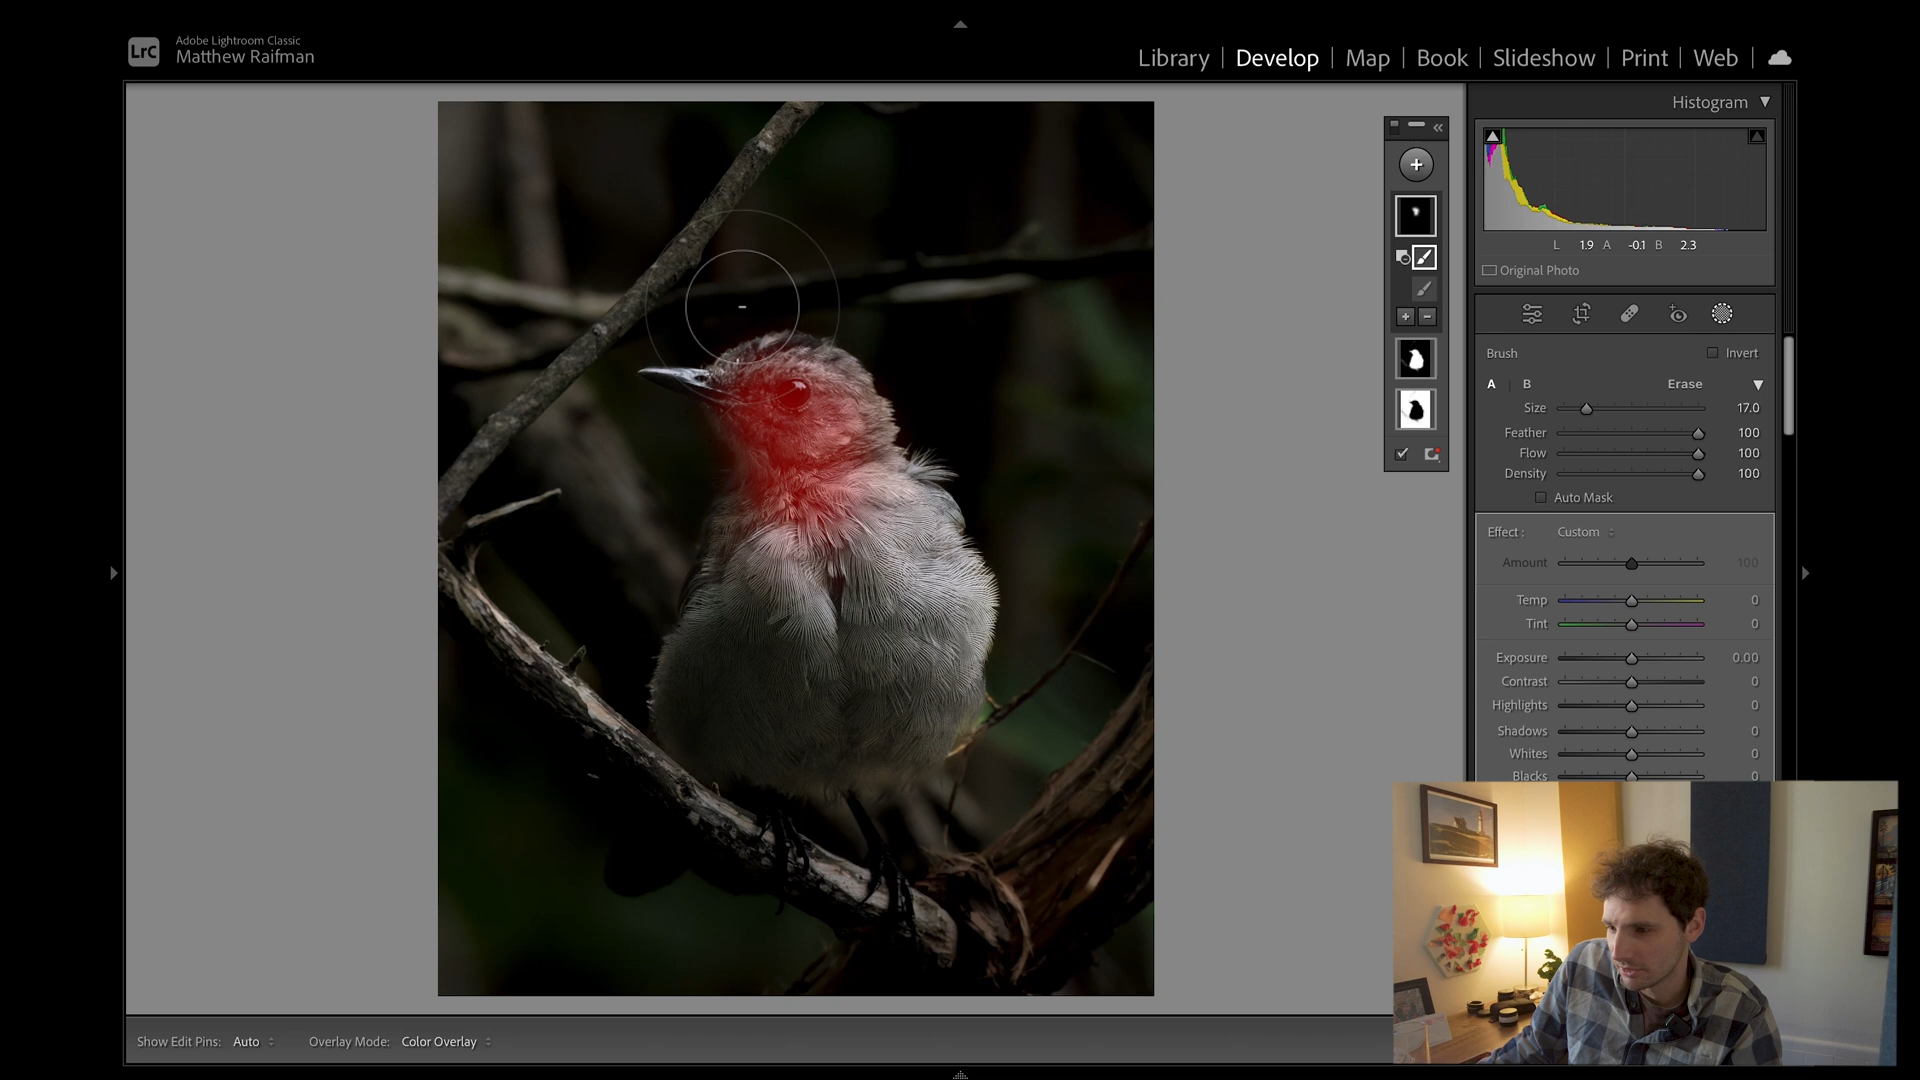 LrC
Adobe Lightroom Classic
Matthew Raifman
Library | Develop | Map | Book | Slideshow | Print | Web |
Histogram
L 1.9 A -0.1 B 2.3
Original Photo
Brush Invert
A | B Erase
Size 17.0
Feather 100
Flow 100
Density 100
Auto Mask
Effect : Custom
Amount 100
Temp 0
Tint 0
Exposure 0.00
Contrast 0
Highlights 0
Shadows 0
Whites 0
Blacks 0
Show Edit Pins: Auto Overlay Mode: Color Overlay